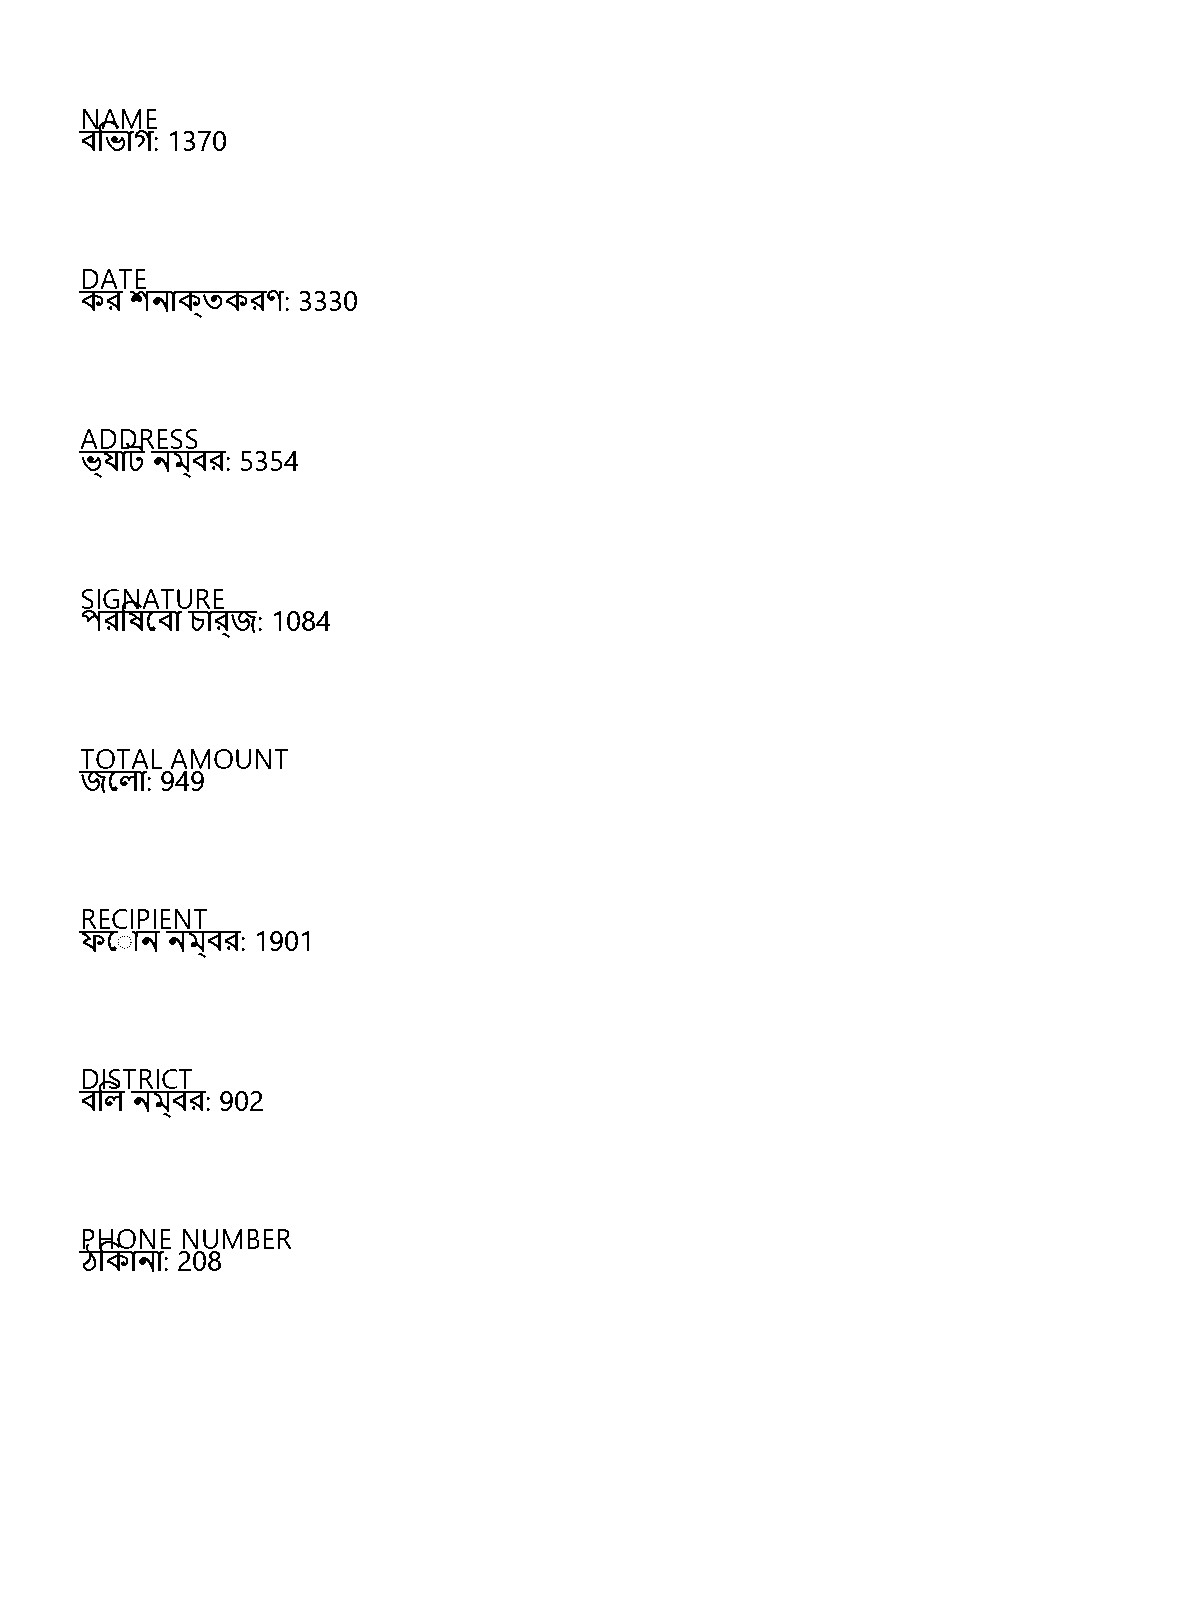 NAME
বিভাগ: 1370
DATE
কর শনাক্তকরণ: 3330
ADDRESS
ভ্যাট নম্বর: 5354
SIGNATURE
পরিষেবা চার্জ: 1084
TOTAL AMOUNT
জেলা: 949
RECIPIENT
ফোন নম্বর: 1901
DISTRICT
বিল নম্বর: 902
PHONE NUMBER
ঠিকানা: 208